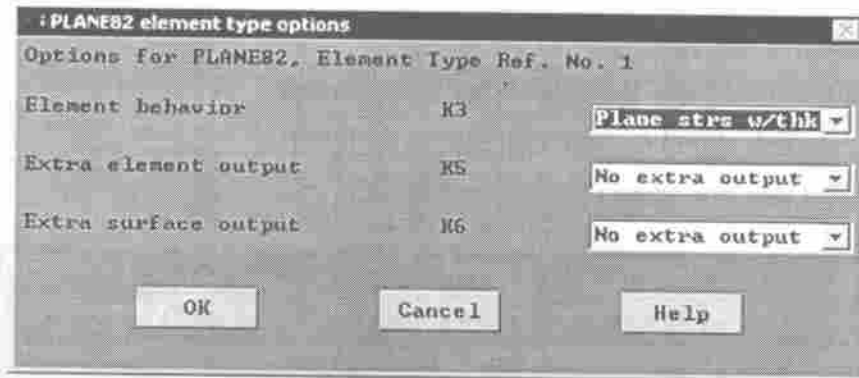 PLANE82 element type options
Options for PLANE82, Element Type Ref. No. 1
Element behavior K3 Plane strs w/thk
Extra element output K5 No extra output
Extra surface output K6 No extra output
OK Cancel Help